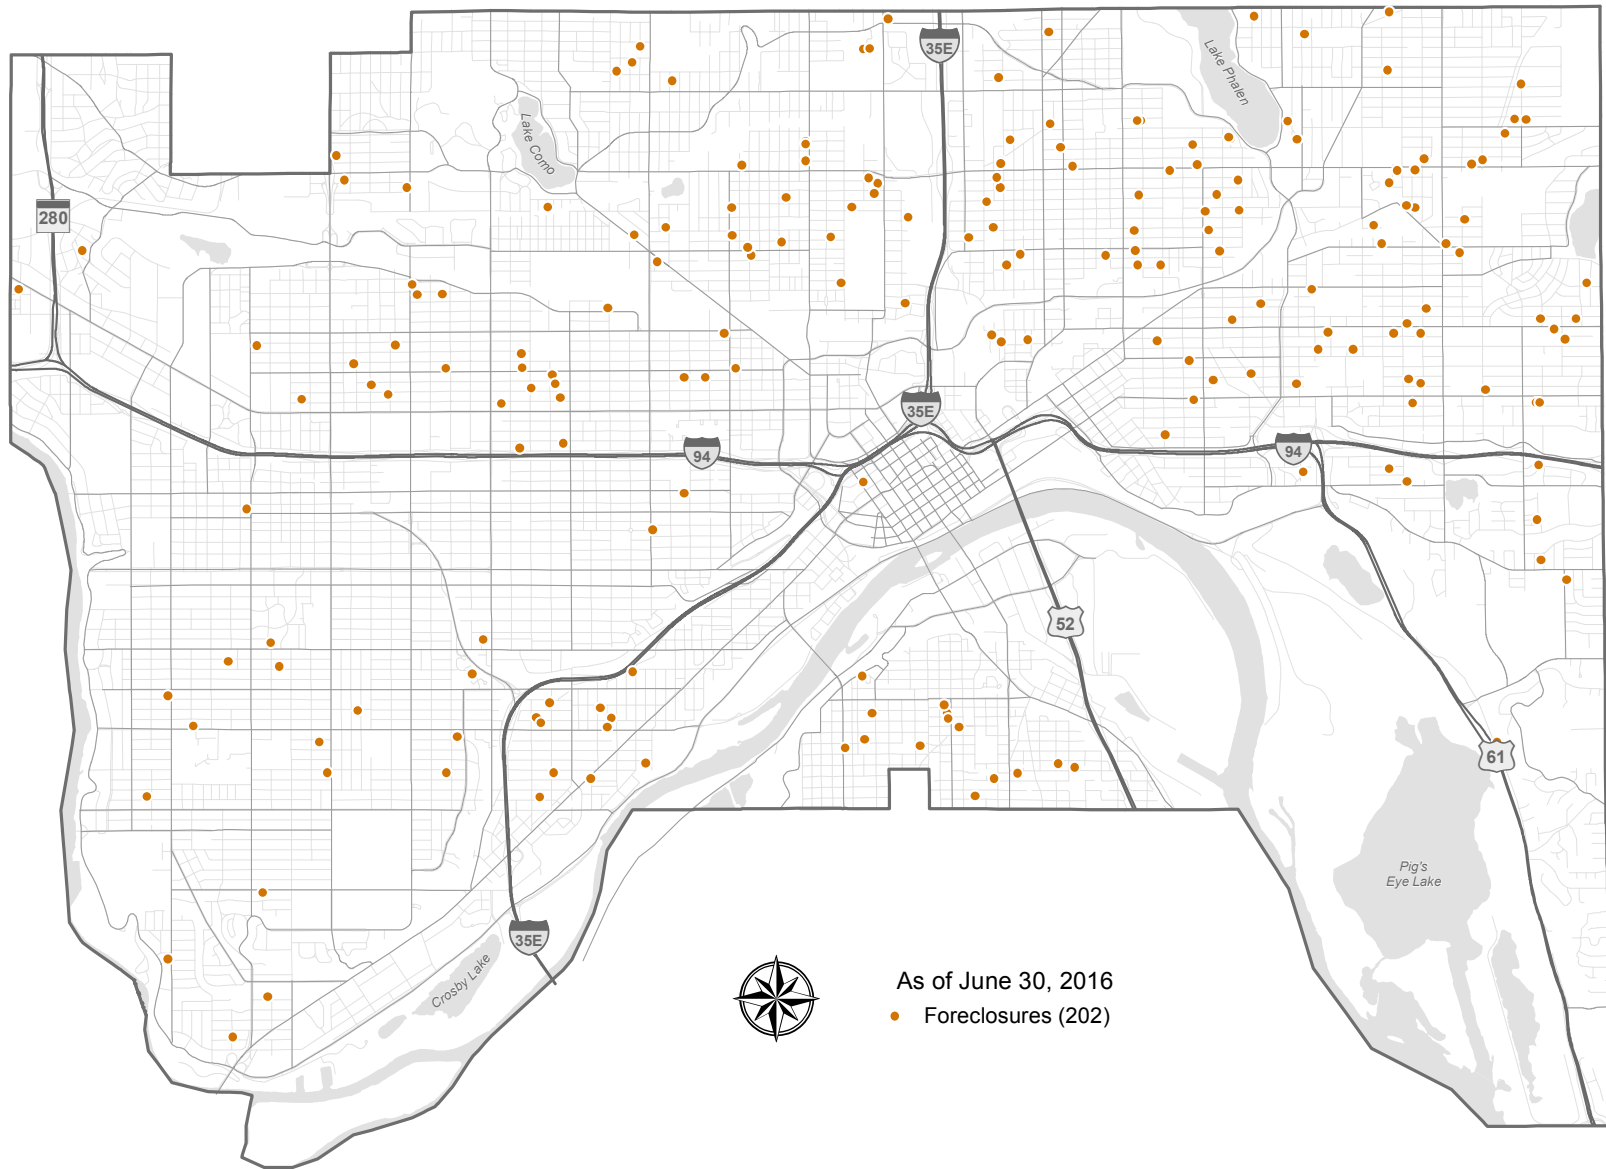 35E
Lake Phalen
Lake Como
280
35E
94
94
52
61
Pig's
Eye Lake
35E
Crosby Lake
As of June 30, 2016
Foreclosures (202)